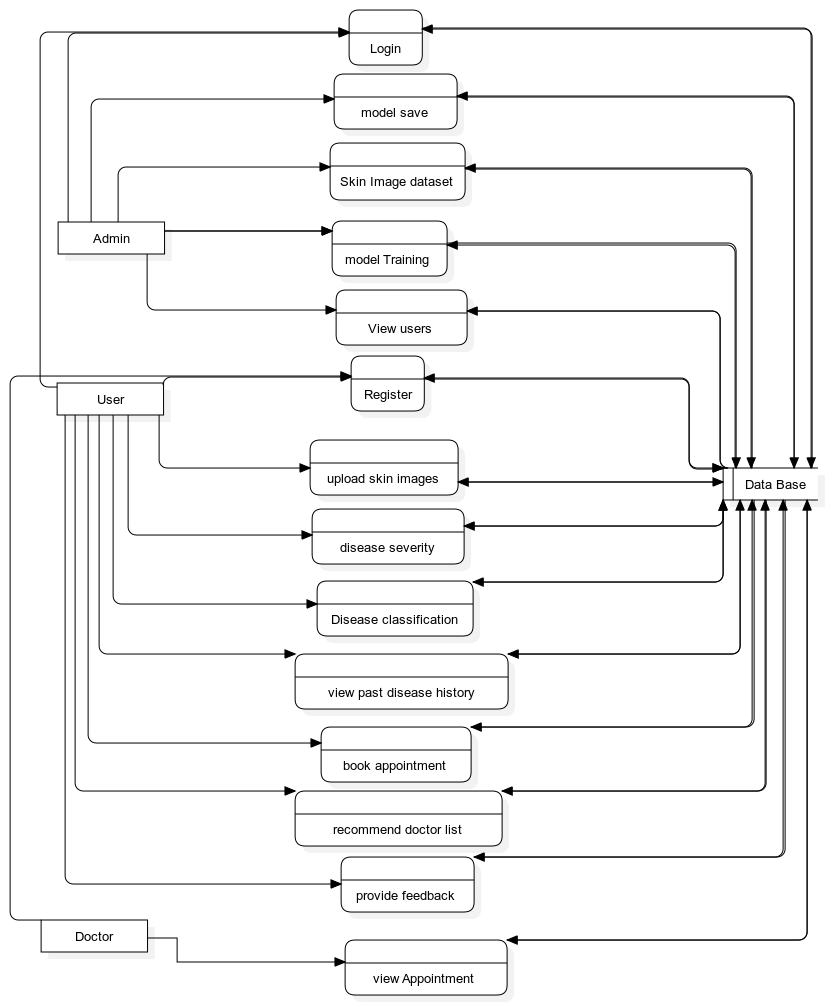 Login
model save
Skin Image dataset
Admin
model Training
View users
Register
User
upload skin images
Data Base
disease severity
Disease classification
view past disease history
book appointment
recommend doctor list
provide feedback
Doctor
view Appointment